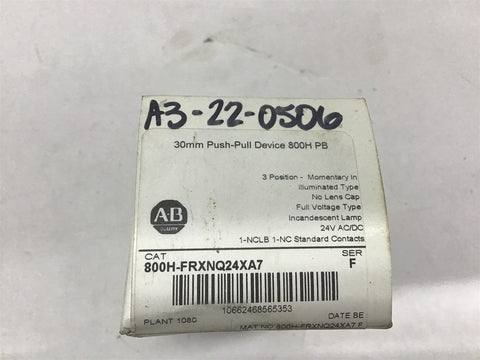 A3-22-0506
30mm Push-Pull Device 800H PB
3 Position - Momentary In
Illuminated Type
No Lens Cap
Full Voltage Type
Incandescent Lamp
24V AC/DC
1-NCLB 1-NC Standard Contacts
AB
QUALITY
CAT
SER
800H-FRXNQ24XA7
F
10662468565353
PLANT 1080
DATE BE
MAT NO 800H-FRXNQ24XA7 F